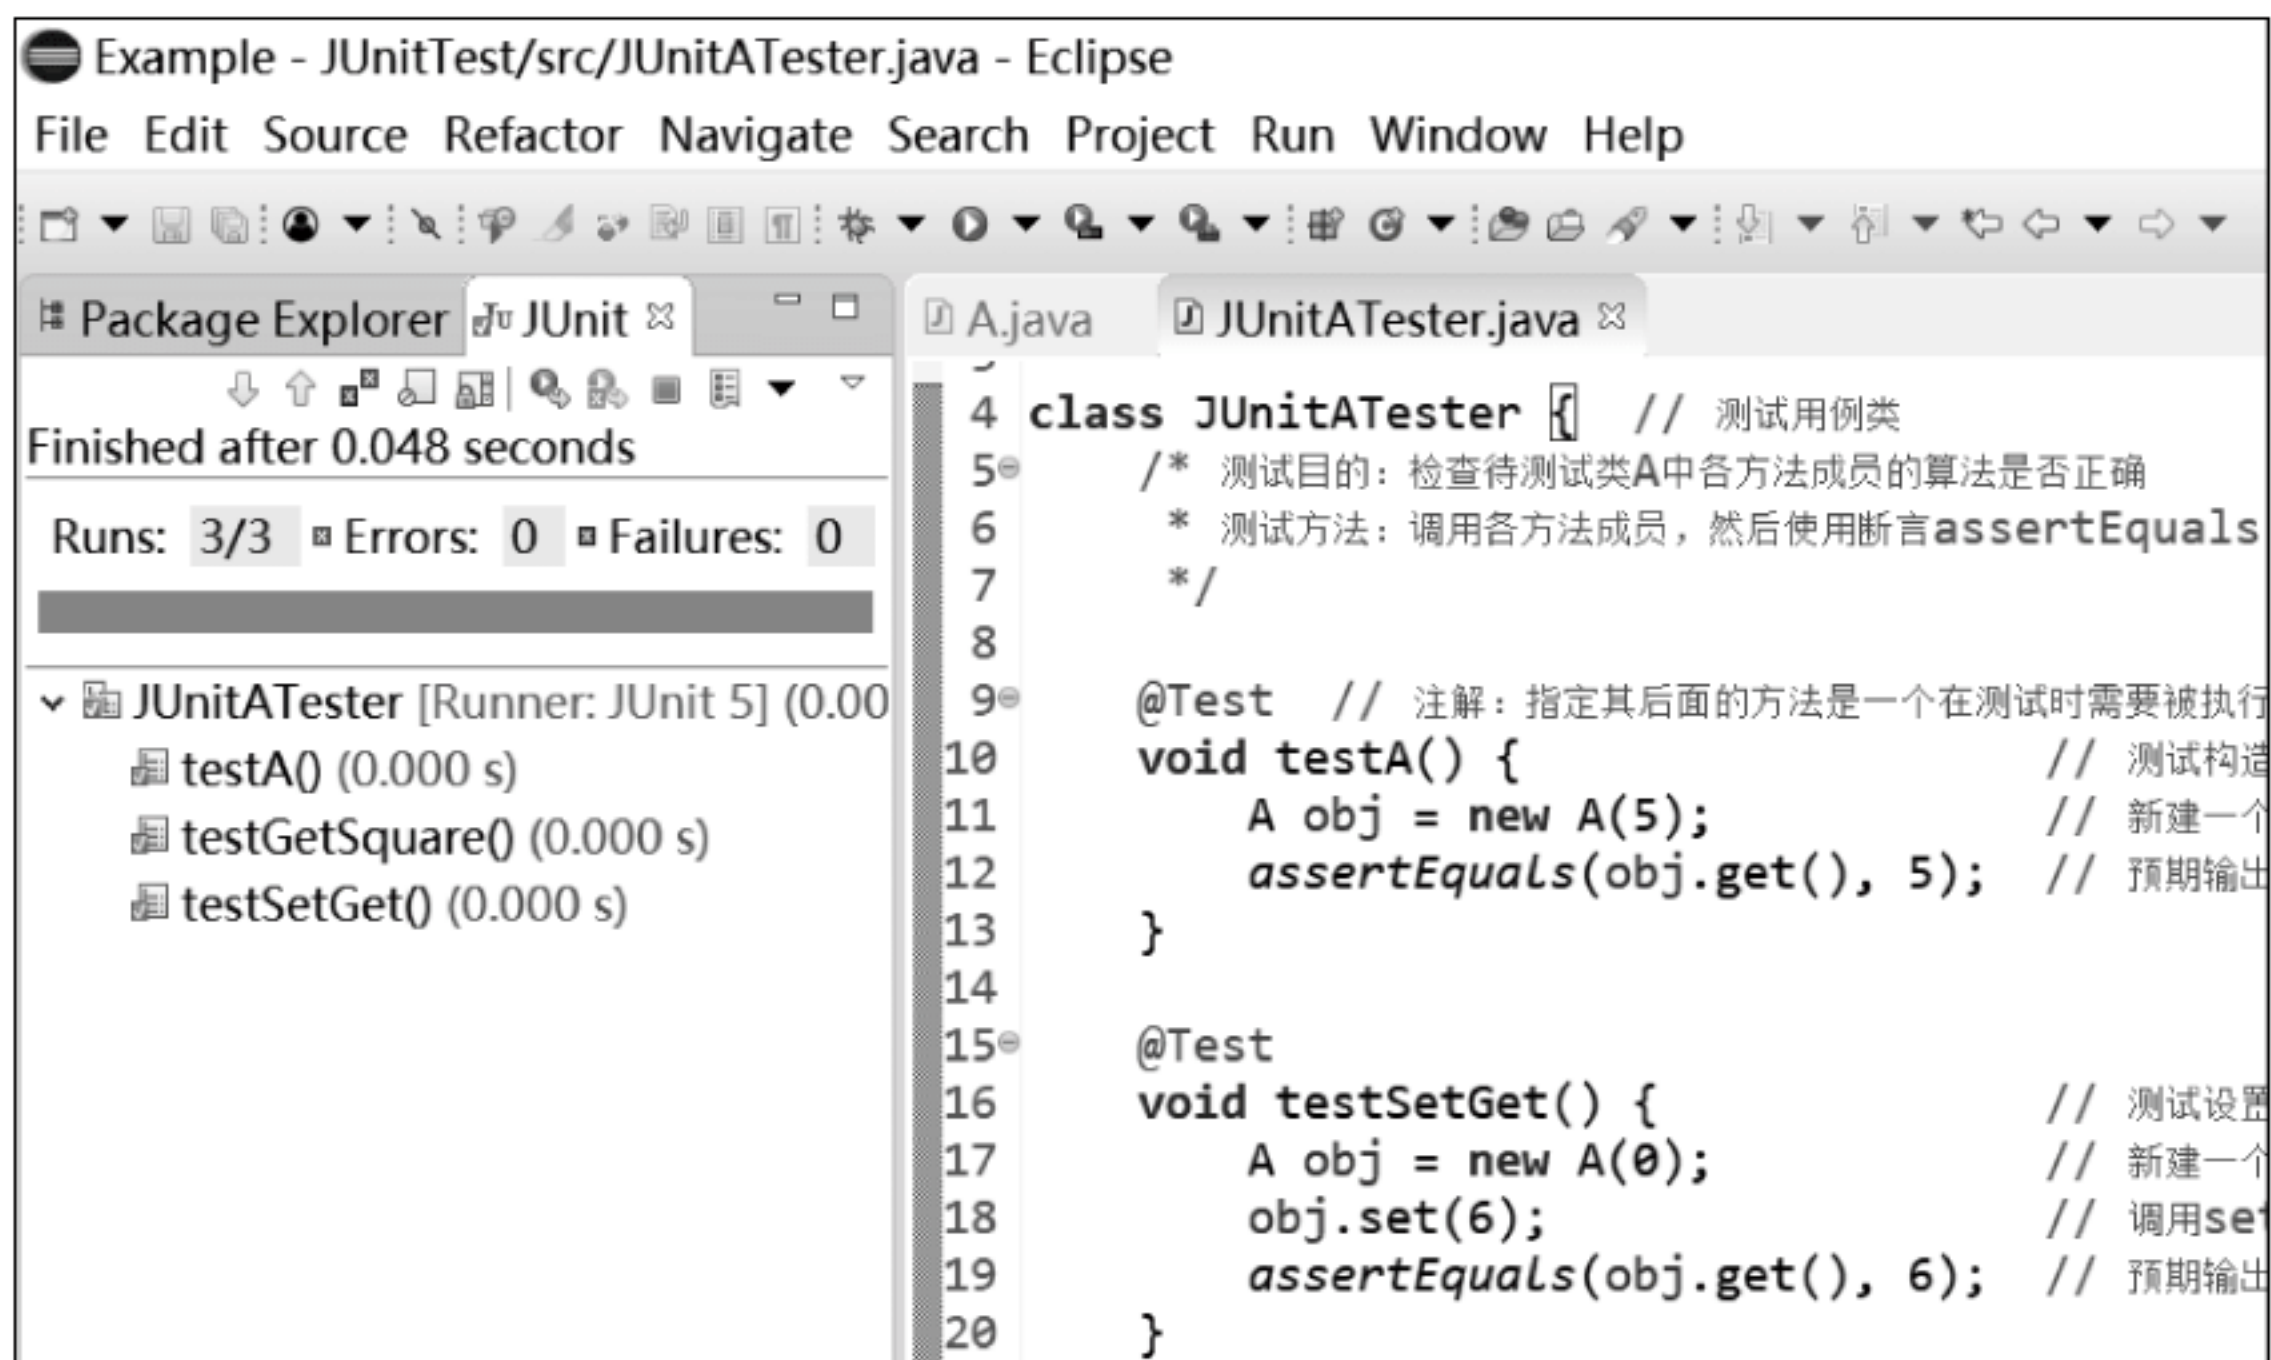 Example - JUnitTest/src/JUnitATester.java - Eclipse
File Edit Source Refactor Navigate Search Project Run Window Help
Package Explorer JUnit
Finished after 0.048 seconds
Runs: 3/3 Errors: 0 Failures: 0
JUnitATester [Runner: JUnit 5] (0.00
testA() (0.000 s)
testGetSquare() (0.000 s)
testSetGet() (0.000 s)
A.java JUnitATester.java
4 class JUnitATester { // 测试用例类
5 /* 测试目的：检查待测试类A中各方法成员的算法是否正确
6 * 测试方法：调用各方法成员，然后使用断言assertEquals
7 */
8
9 @Test // 注解：指定其后面的方法是一个在测试时需要被执行
10 void testA() { // 测试构造
11 A obj = new A(5); // 新建一个
12 assertEquals(obj.get(), 5); // 预期输出
13 }
14
15 @Test
16 void testSetGet() { // 测试设置
17 A obj = new A(0); // 新建一个
18 obj.set(6); // 调用set
19 assertEquals(obj.get(), 6); // 预期输出
20 }